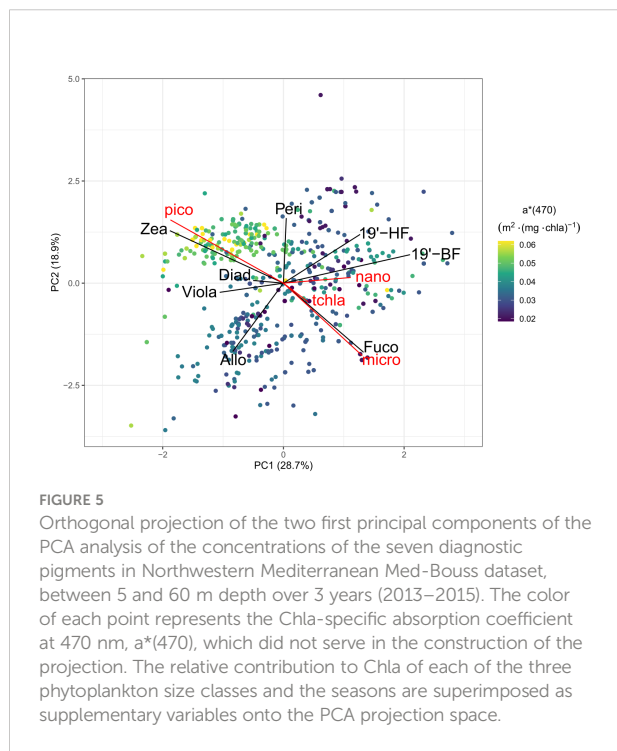 5.0
2.5
0.0
−2.5
PC2 (18.9%)
−2
0
2
PC1 (28.7%)
pico
Zea
Peri
19'−HF
19'−BF
Diad
nano
Viola
tchla
Allo
Fuco
micro
a*(470)
(m² · (mg · chla)⁻¹)
0.06
0.05
0.04
0.03
0.02
FIGURE 5
Orthogonal projection of the two first principal components of the
PCA analysis of the concentrations of the seven diagnostic
pigments in Northwestern Mediterranean Med-Bouss dataset,
between 5 and 60 m depth over 3 years (2013–2015). The color
of each point represents the Chla-specific absorption coefficient
at 470 nm, a*(470), which did not serve in the construction of the
projection. The relative contribution to Chla of each of the three
phytoplankton size classes and the seasons are superimposed as
supplementary variables onto the PCA projection space.